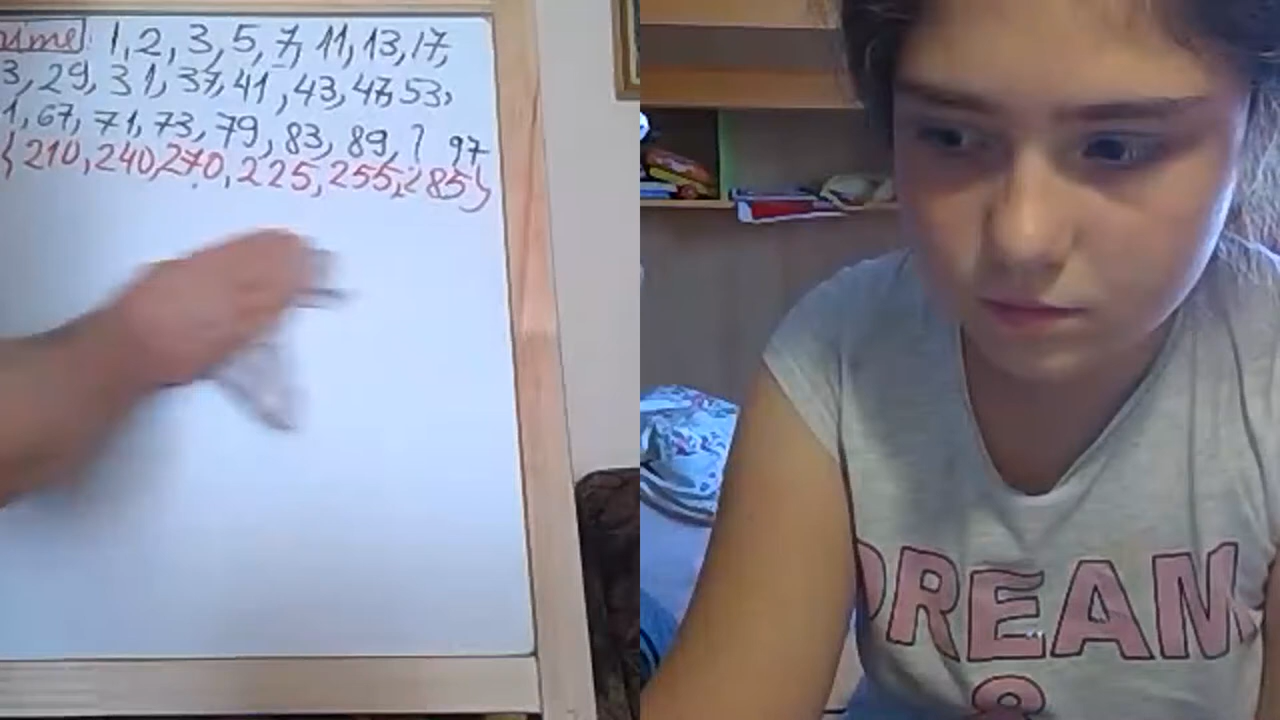 rime: 1, 2, 3, 5, 7, 11, 13, 17,
3, 29, 31, 37, 41, 43, 47, 53,
1, 67, 71, 73, 79, 83, 89, ? 97
{210, 240, 270, 225, 255, 285}
DREAM
&